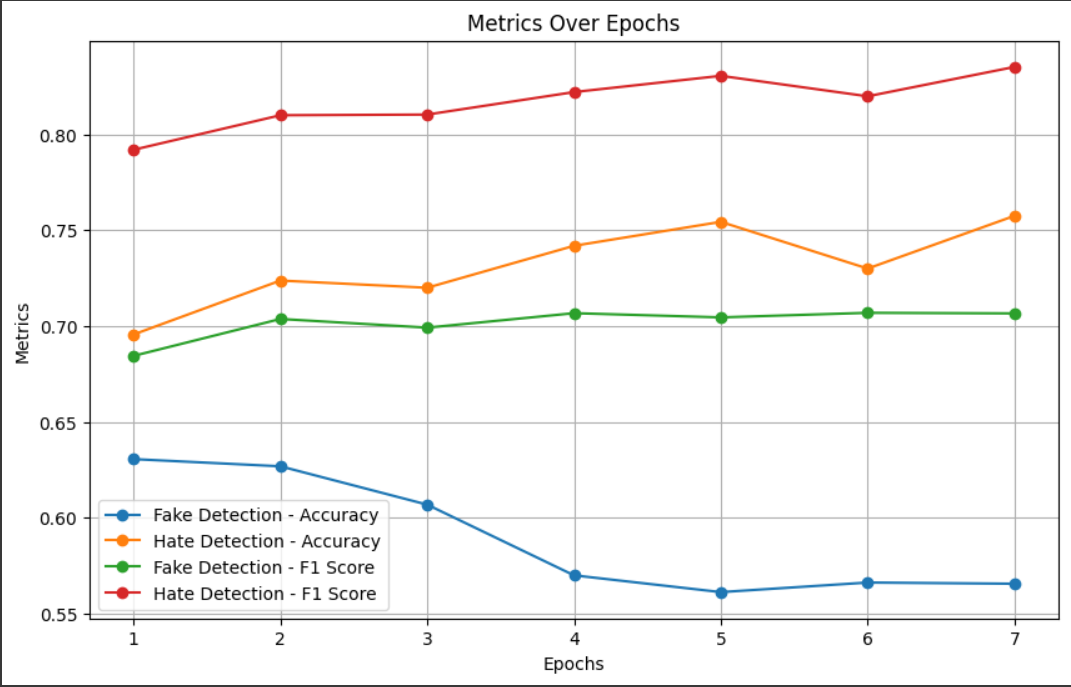 Metrics Over Epochs
Metrics
0.80
0.75
0.70
0.65
0.60
0.55
Fake Detection - Accuracy
Hate Detection - Accuracy
Fake Detection - F1 Score
Hate Detection - F1 Score
1 2 3 4 5 6 7
Epochs